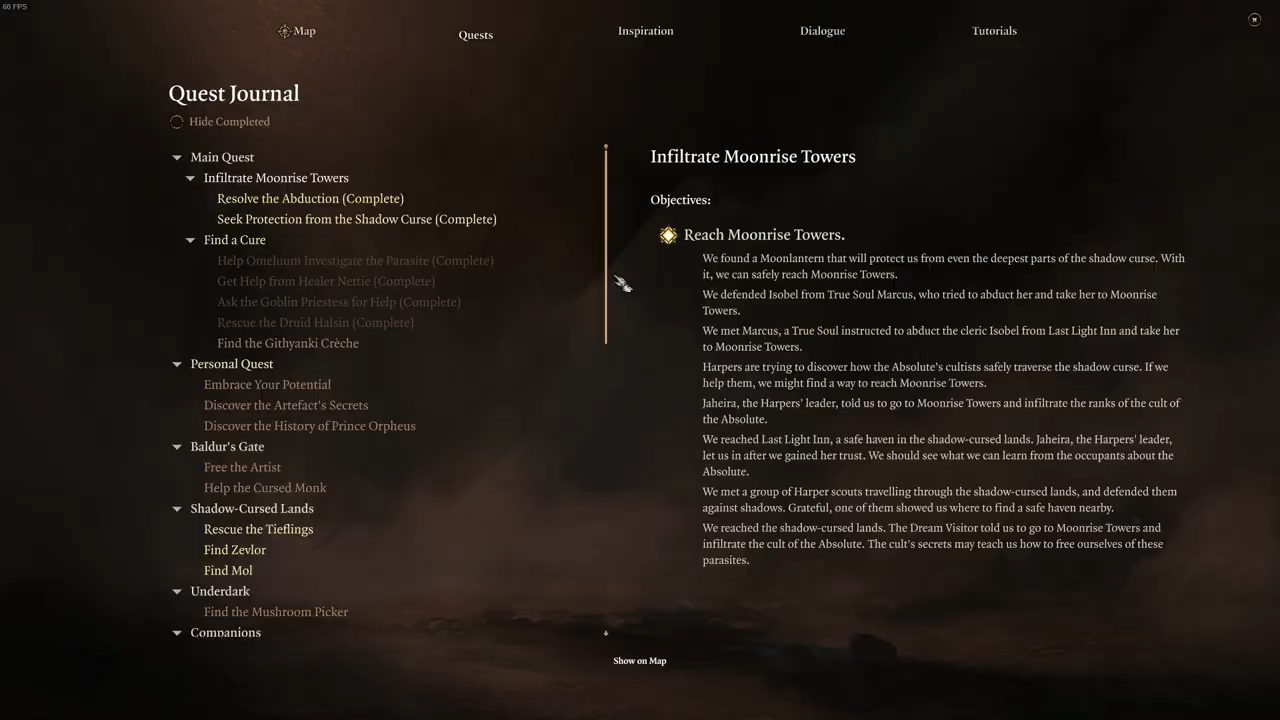 60 FPS
Map
Quests
Inspiration
Dialogue
Tutorials
Quest Journal
Hide Completed
Main Quest
Infiltrate Moonrise Towers
Resolve the Abduction (Complete)
Seek Protection from the Shadow Curse (Complete)
Find a Cure
Help Omeluum Investigate the Parasite (Complete)
Get Help from Healer Nettie (Complete)
Ask the Goblin Priestess for Help (Complete)
Rescue the Druid Halsin (Complete)
Find the Githyanki Crèche
Personal Quest
Embrace Your Potential
Discover the Artefact's Secrets
Discover the History of Prince Orpheus
Baldur's Gate
Free the Artist
Help the Cursed Monk
Shadow-Cursed Lands
Rescue the Tieflings
Find Zevlor
Find Mol
Underdark
Find the Mushroom Picker
Companions
Infiltrate Moonrise Towers
Objectives:
Reach Moonrise Towers.
We found a Moonlantern that will protect us from even the deepest parts of the shadow curse. With
it, we can safely reach Moonrise Towers.
We defended Isobel from True Soul Marcus, who tried to abduct her and take her to Moonrise
Towers.
We met Marcus, a True Soul instructed to abduct the cleric Isobel from Last Light Inn and take her
to Moonrise Towers.
Harpers are trying to discover how the Absolute's cultists safely traverse the shadow curse. If we
help them, we might find a way to reach Moonrise Towers.
Jaheira, the Harpers' leader, told us to go to Moonrise Towers and infiltrate the ranks of the cult of
the Absolute.
We reached Last Light Inn, a safe haven in the shadow-cursed lands. Jaheira, the Harpers' leader,
let us in after we gained her trust. We should see what we can learn from the occupants about the
Absolute.
We met a group of Harper scouts travelling through the shadow-cursed lands, and defended them
against shadows. Grateful, one of them showed us where to find a safe haven nearby.
We reached the shadow-cursed lands. The Dream Visitor told us to go to Moonrise Towers and
infiltrate the cult of the Absolute. The cult's secrets may teach us how to free ourselves of these
parasites.
Show on Map